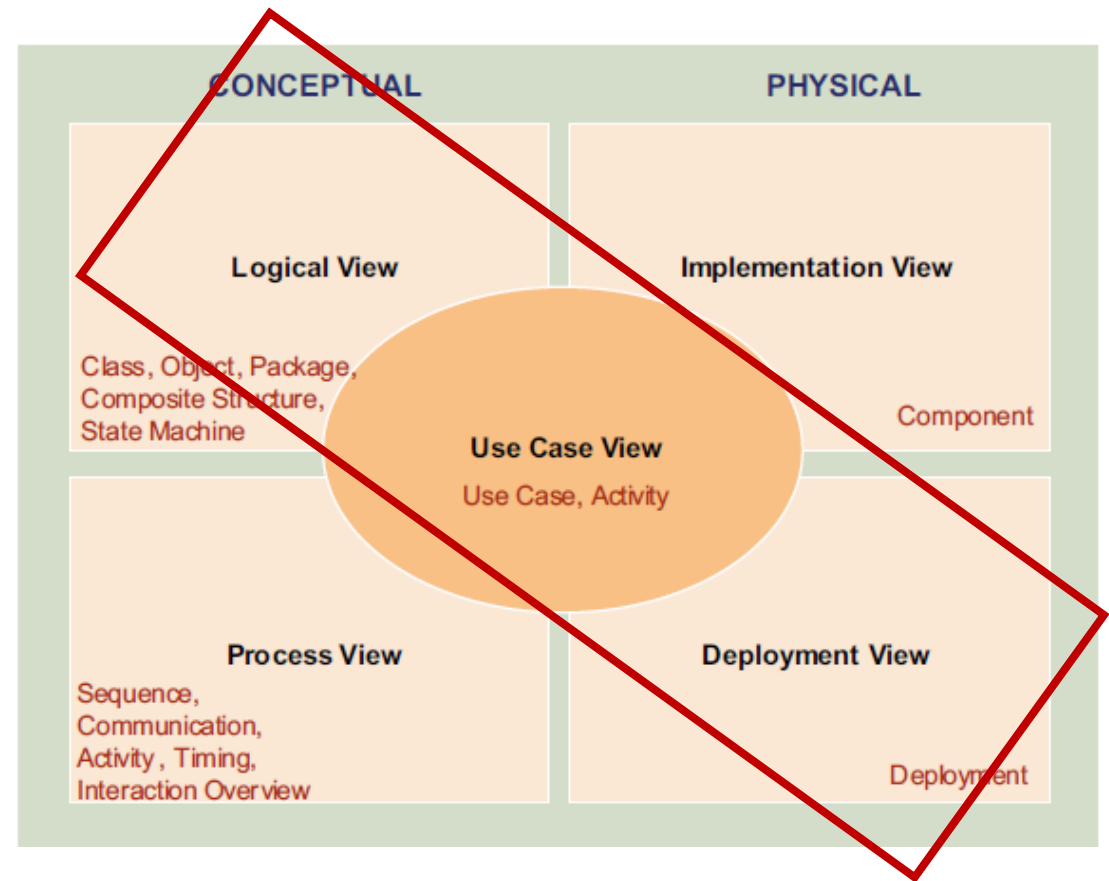 CONCEPTUAL
PHYSICAL
Logical View
Class, Object, Package,
Composite Structure,
State Machine
Implementation View
Component
Use Case View
Use Case, Activity
Process View
Sequence,
Communication,
Activity , Timing,
Interaction Overview
Deployment View
Deployment